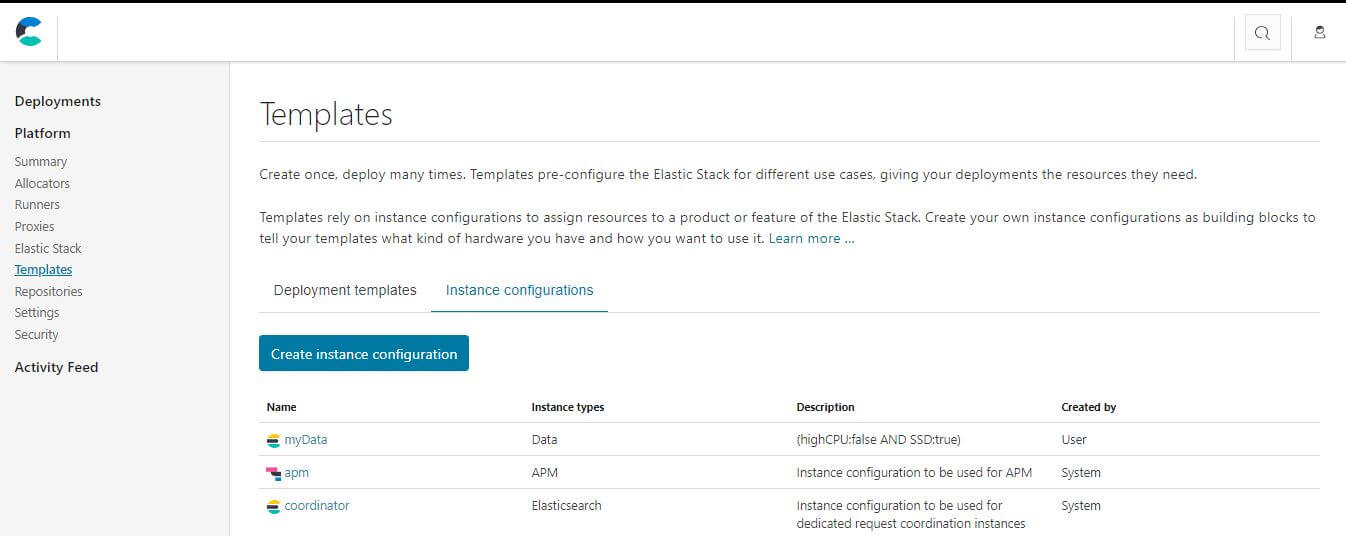 Deployments
Platform
Summary
Allocators
Runners
Proxies
Elastic Stack
Templates
Repositories
Settings
Security
Activity Feed
Templates
Create once, deploy many times. Templates pre-configure the Elastic Stack for different use cases, giving your deployments the resources they need.
Templates rely on instance configurations to assign resources to a product or feature of the Elastic Stack. Create your own instance configurations as building blocks to
tell your templates what kind of hardware you have and how you want to use it. Learn more ...
Deployment templates Instance configurations
Create instance configuration
Name Instance types Description Created by
myData Data (highCPU:false AND SSD:true) User
apm APM Instance configuration to be used for APM System
coordinator Elasticsearch Instance configuration to be used for System
dedicated request coordination instances